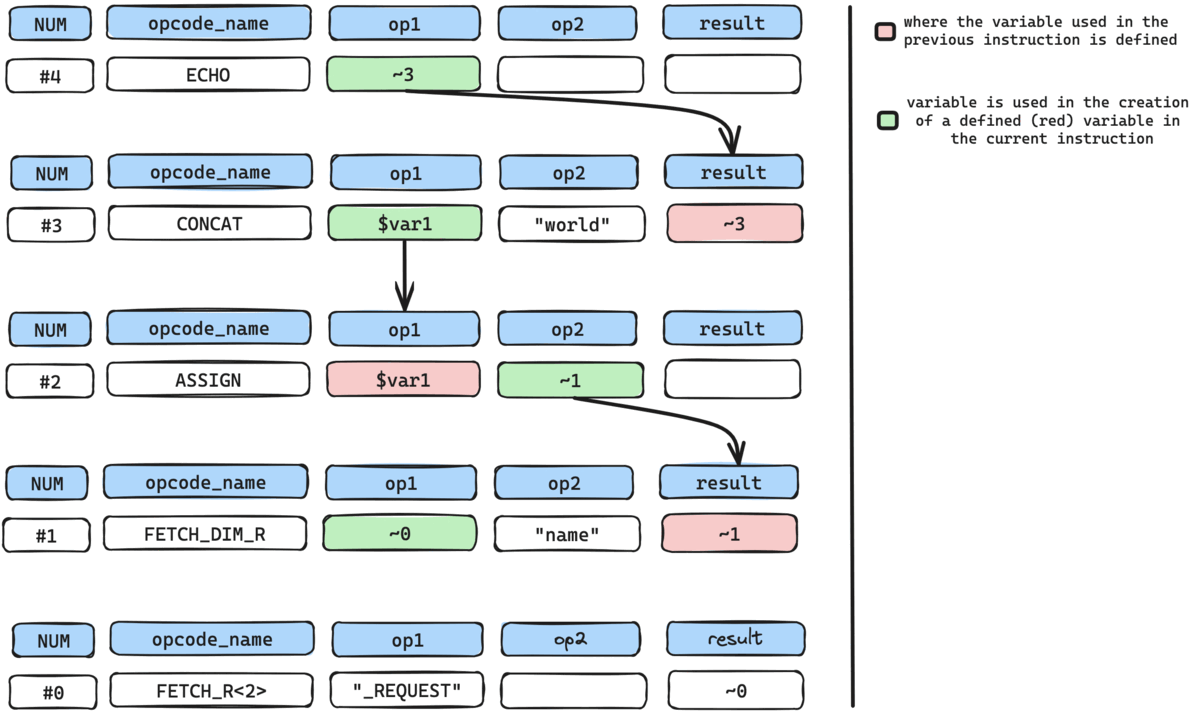 NUM opcode_name op1 op2 result
#4 ECHO ~3
NUM opcode_name op1 op2 result
#3 CONCAT $var1 "world" ~3
NUM opcode_name op1 op2 result
#2 ASSIGN $var1 ~1
NUM opcode_name op1 op2 result
#1 FETCH_DIM_R ~0 "name" ~1
NUM opcode_name op1 op2 result
#0 FETCH_R<2> "_REQUEST" ~0
where the variable used in the
previous instruction is defined
variable is used in the creation
of a defined (red) variable in
the current instruction